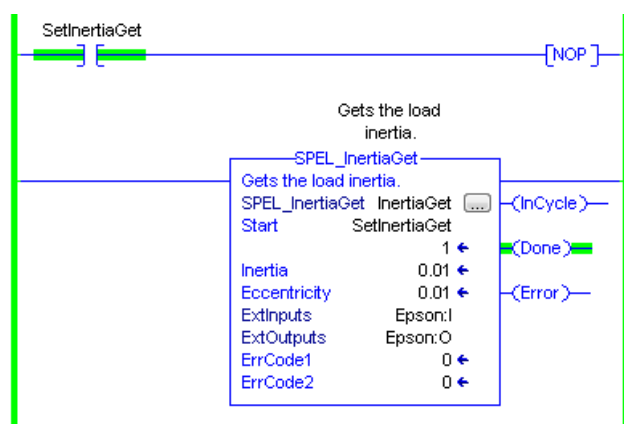 SetInertiaGet
[NOP]
Gets the load
inertia.
SPEL_InertiaGet
Gets the load inertia.
SPEL_InertiaGet InertiaGet ... (InCycle)
Start SetInertiaGet
1 (Done)
Inertia 0.01
Eccentricity 0.01 (Error)
ExtInputs Epson:I
ExtOutputs Epson:O
ErrCode1 0
ErrCode2 0